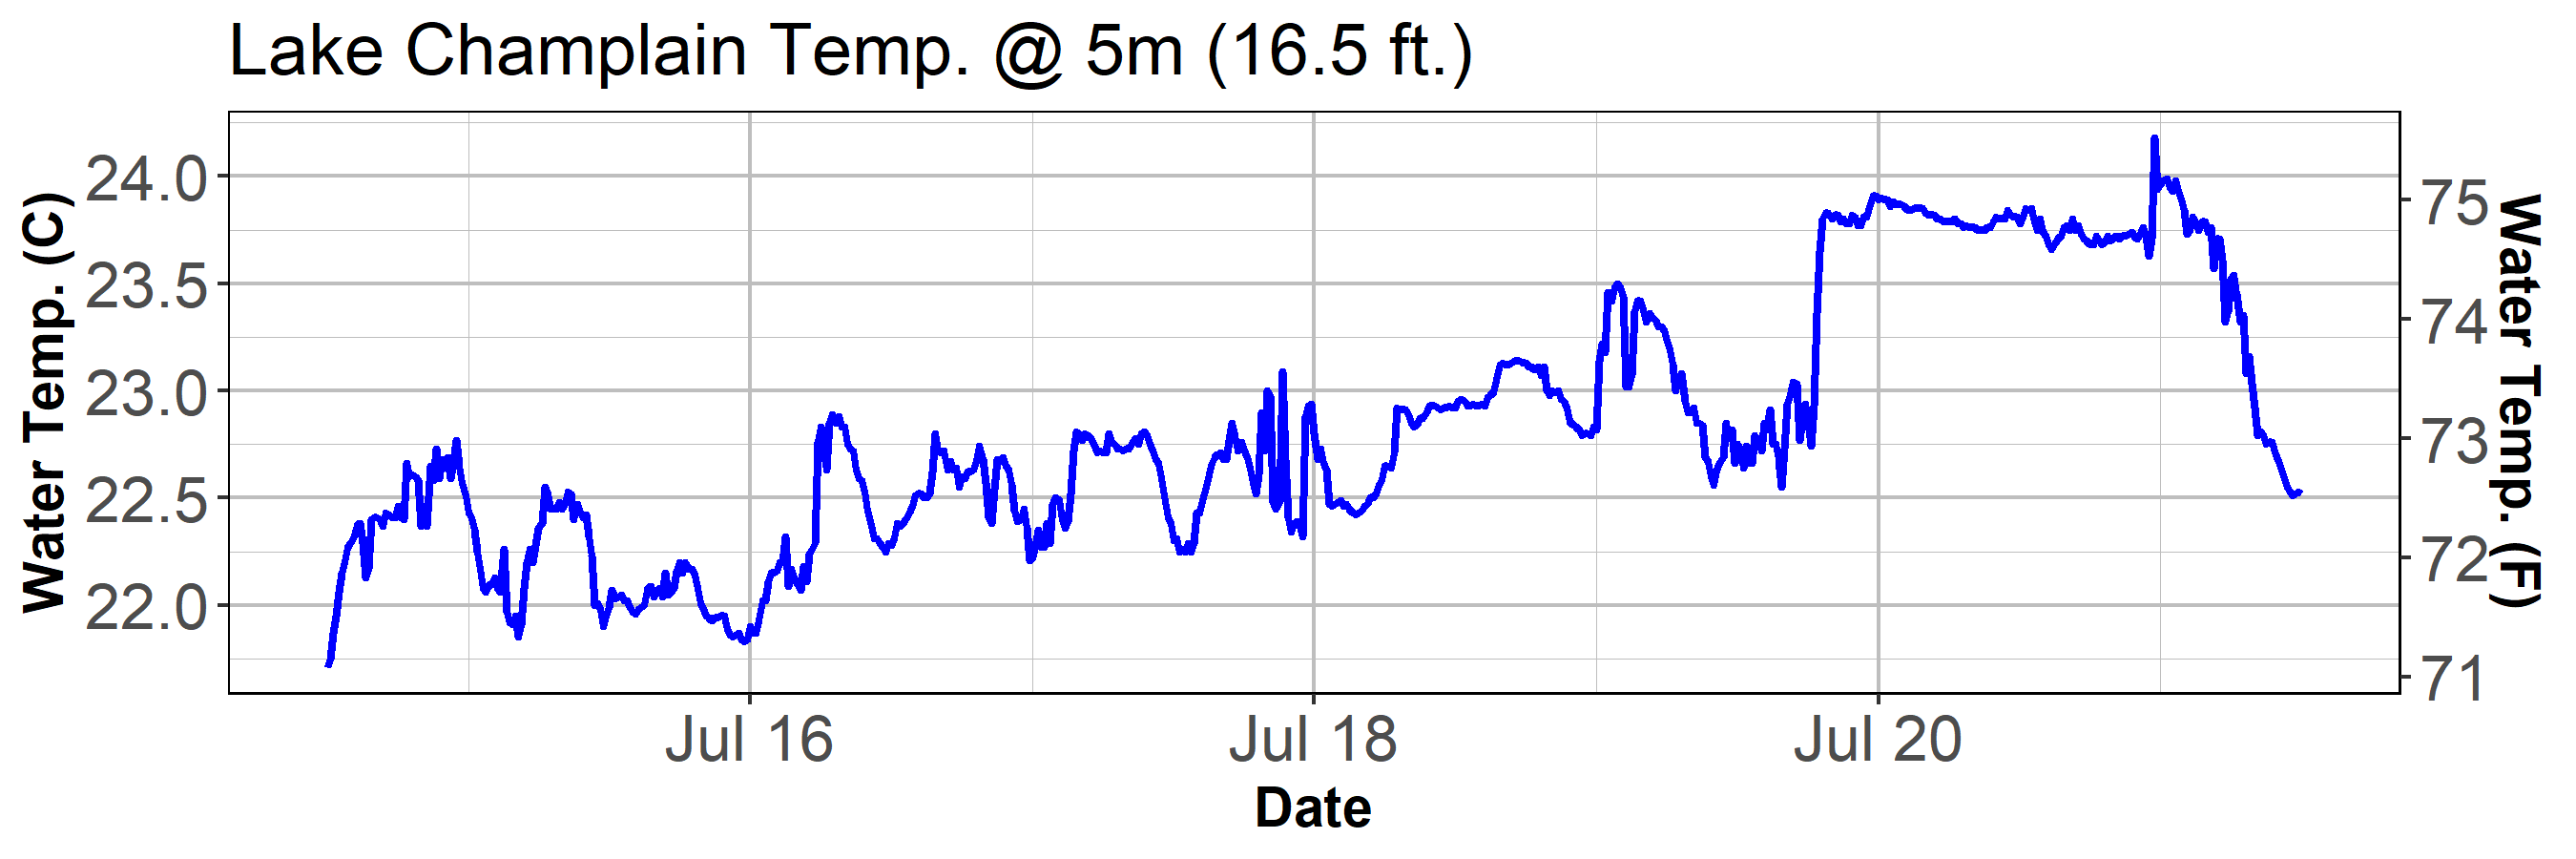 Lake Champlain Temp. @ 5m (16.5 ft.)
Water Temp. (C)
24.0
23.5
23.0
22.5
22.0
75
74
73
72
71
Water Temp. (F)
Jul 16 Jul 18 Jul 20
Date